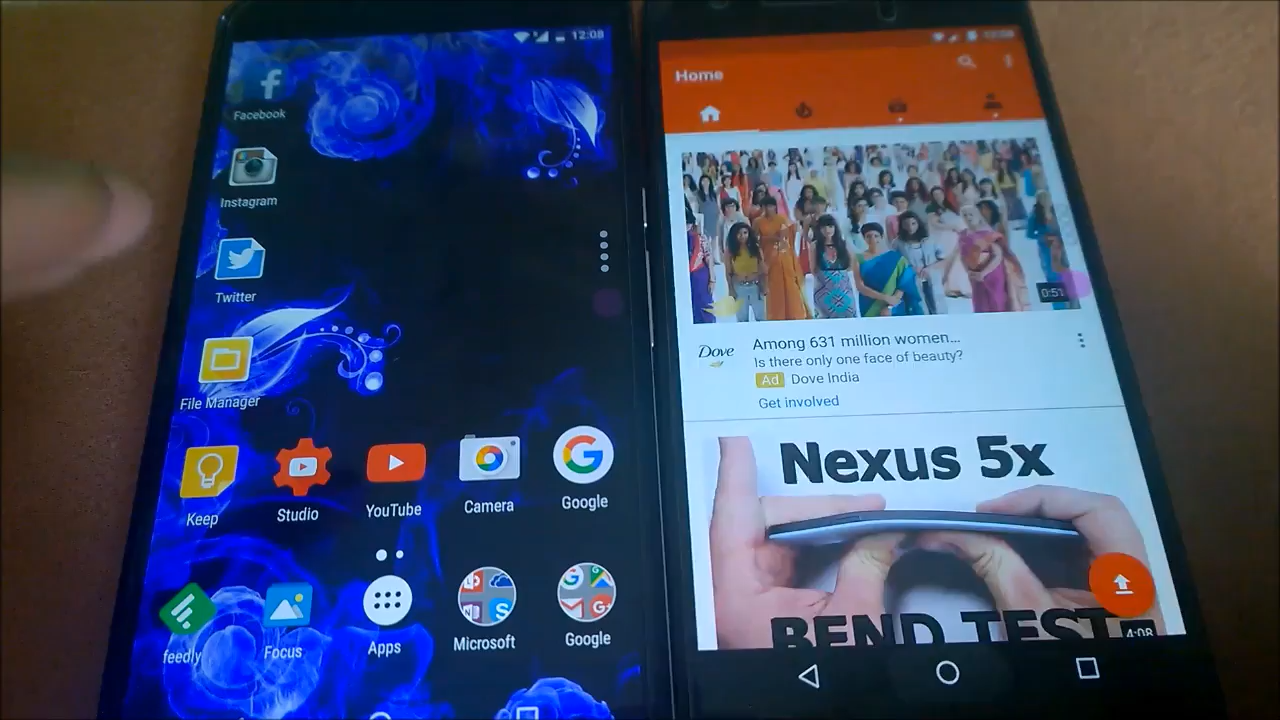 12:08
Facebook
Instagram
Twitter
File Manager
Keep
Studio
YouTube
Camera
Google
feedly
Focus
Apps
Microsoft
Google
Home
0:51
Dove
Among 631 million women...
Is there only one face of beauty?
Ad Dove India
Get involved
Nexus 5x
BEND TEST
4:08